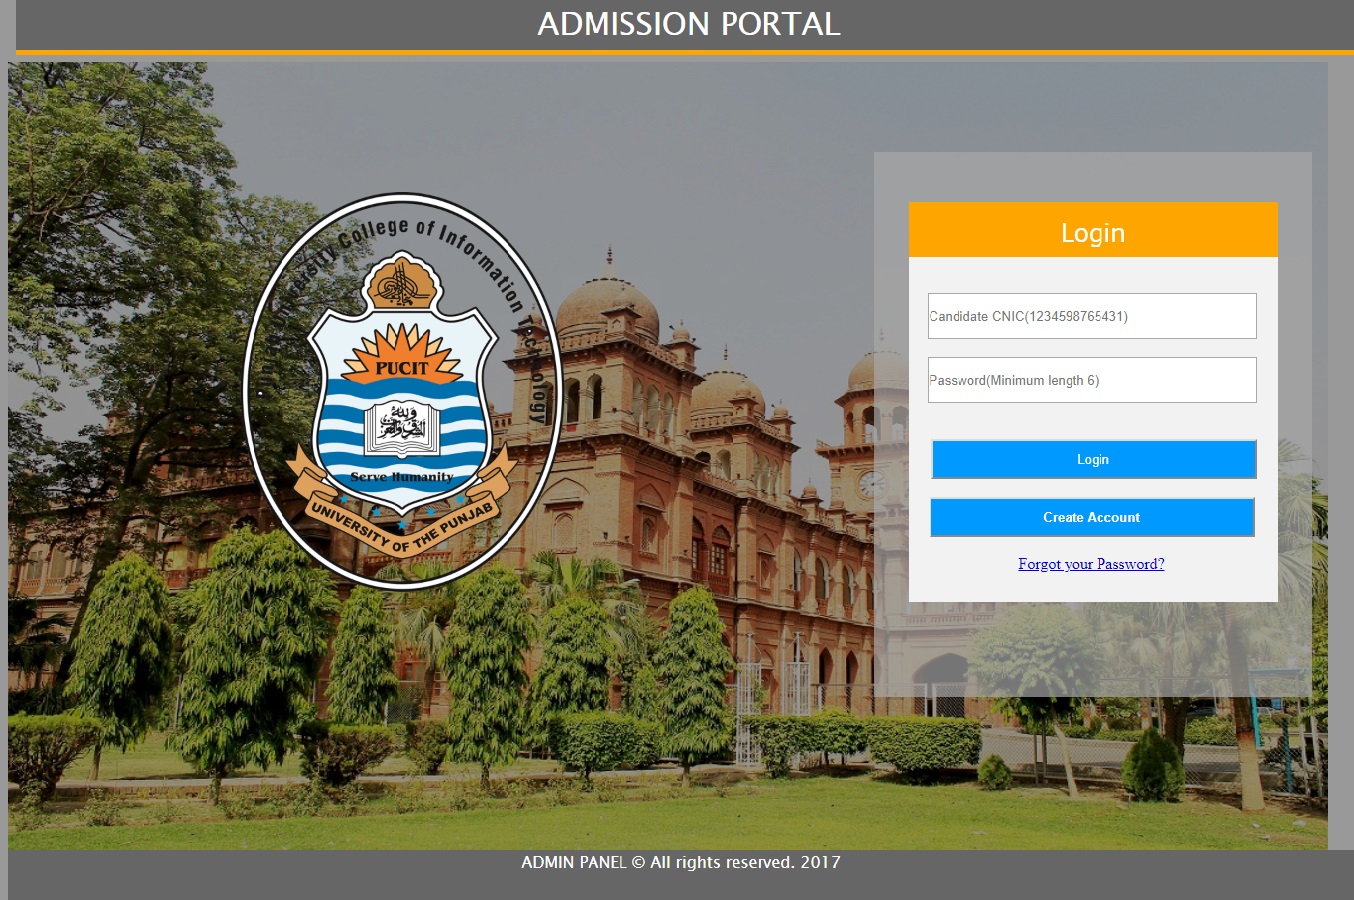 ADMISSION PORTAL
College of Information Technology
PUCIT
Serve Humanity
UNIVERSITY OF THE PUNJAB
Login
Candidate CNIC(1234598765431)
Password(Minimum length 6)
Login
Create Account
Forgot your Password?
ADMIN PANEL © All rights reserved. 2017